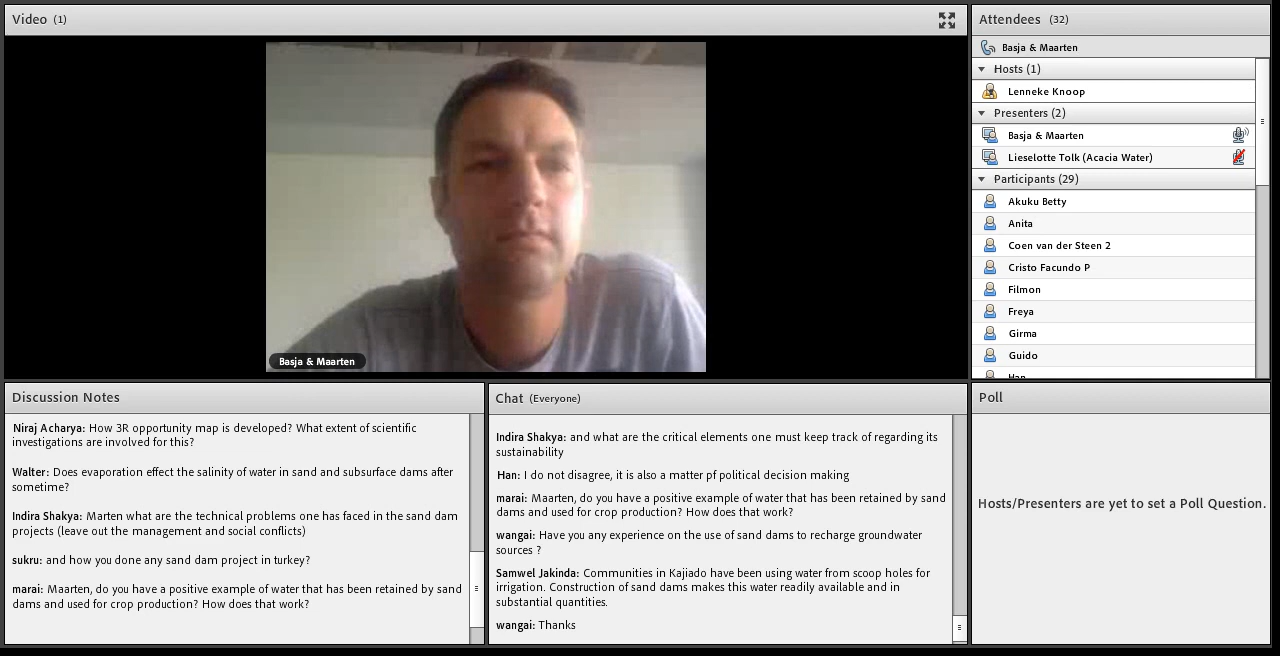 Video (1)
Basja & Maarten
Attendees (32)
Basja & Maarten
Hosts (1)
Lenneke Knoop
Presenters (2)
Basja & Maarten
Lieselotte Tolk (Acacia Water)
Participants (29)
Akuku Betty
Anita
Coen van der Steen 2
Cristo Facundo P
Filmon
Freya
Girma
Guido
Han
Discussion Notes
Niraj Acharya: How 3R opportunity map is developed? What extent of scientific
investigations are involved for this?
Walter: Does evaporation effect the salinity of water in sand and subsurface dams after
sometime?
Indira Shakya: Marten what are the technical problems one has faced in the sand dam
projects (leave out the management and social conflicts)
sukru: and how you done any sand dam project in turkey?
marai: Maarten, do you have a positive example of water that has been retained by sand
dams and used for crop production? How does that work?
Chat (Everyone)
Indira Shakya: and what are the critical elements one must keep track of regarding its
sustainability
Han: I do not disagree, it is also a matter pf political decision making
marai: Maarten, do you have a positive example of water that has been retained by sand
dams and used for crop production? How does that work?
wangai: Have you any experience on the use of sand dams to recharge groundwater
sources ?
Samwel Jakinda: Communities in Kajiado have been using water from scoop holes for
irrigation. Construction of sand dams makes this water readily available and in
substantial quantities.
wangai: Thanks
Poll
Hosts/Presenters are yet to set a Poll Question.